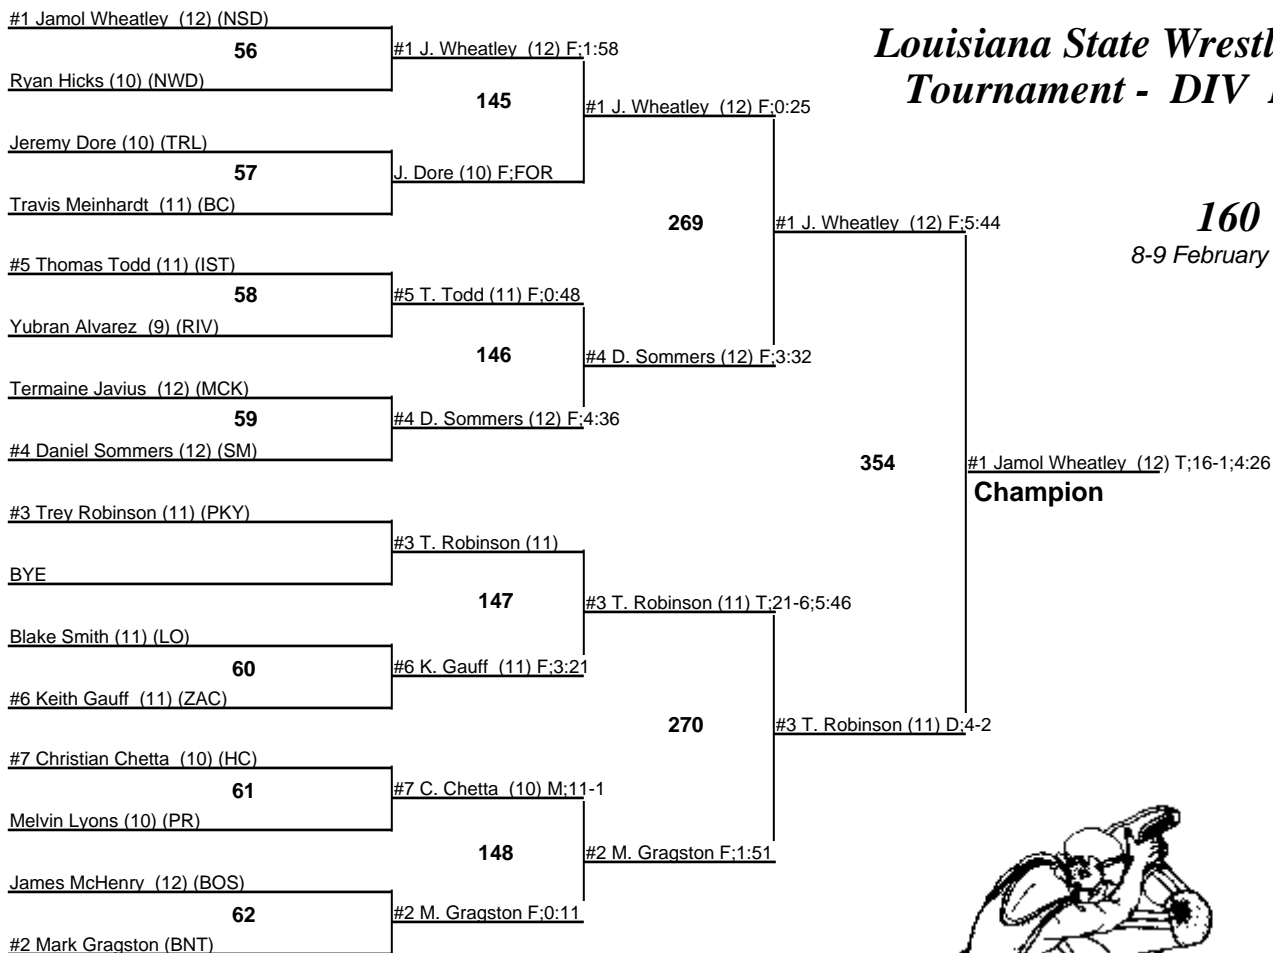 #1 Jamol Wheatley (12) (NSD)
56
Ryan Hicks (10) (NWD)
#1 J. Wheatley (12) F;1:58
145
Jeremy Dore (10) (TRL)
57
Travis Meinhardt (11) (BC)
J. Dore (10) F;FOR
#1 J. Wheatley (12) F;0:25
269
#5 Thomas Todd (11) (IST)
58
Yubran Alvarez (9) (RIV)
#5 T. Todd (11) F;0:48
146
Termaine Javius (12) (MCK)
59
#4 Daniel Sommers (12) (SM)
#4 D. Sommers (12) F;4:36
#4 D. Sommers (12) F;3:32
#1 J. Wheatley (12) F;5:44
354
#3 Trey Robinson (11) (PKY)
BYE
#3 T. Robinson (11)
147
Blake Smith (11) (LO)
60
#6 Keith Gauff (11) (ZAC)
#6 K. Gauff (11) F;3:21
#3 T. Robinson (11) T;21-6;5:46
270
#7 Christian Chetta (10) (HC)
61
Melvin Lyons (10) (PR)
#7 C. Chetta (10) M;11-1
148
James McHenry (12) (BOS)
62
#2 Mark Gragston (BNT)
#2 M. Gragston F;0:11
#2 M. Gragston F;1:51
#3 T. Robinson (11) D;4-2
#1 Jamol Wheatley (12) T;16-1;4:26
Champion
Louisiana State
Tournament - DIV
160
8-9 February